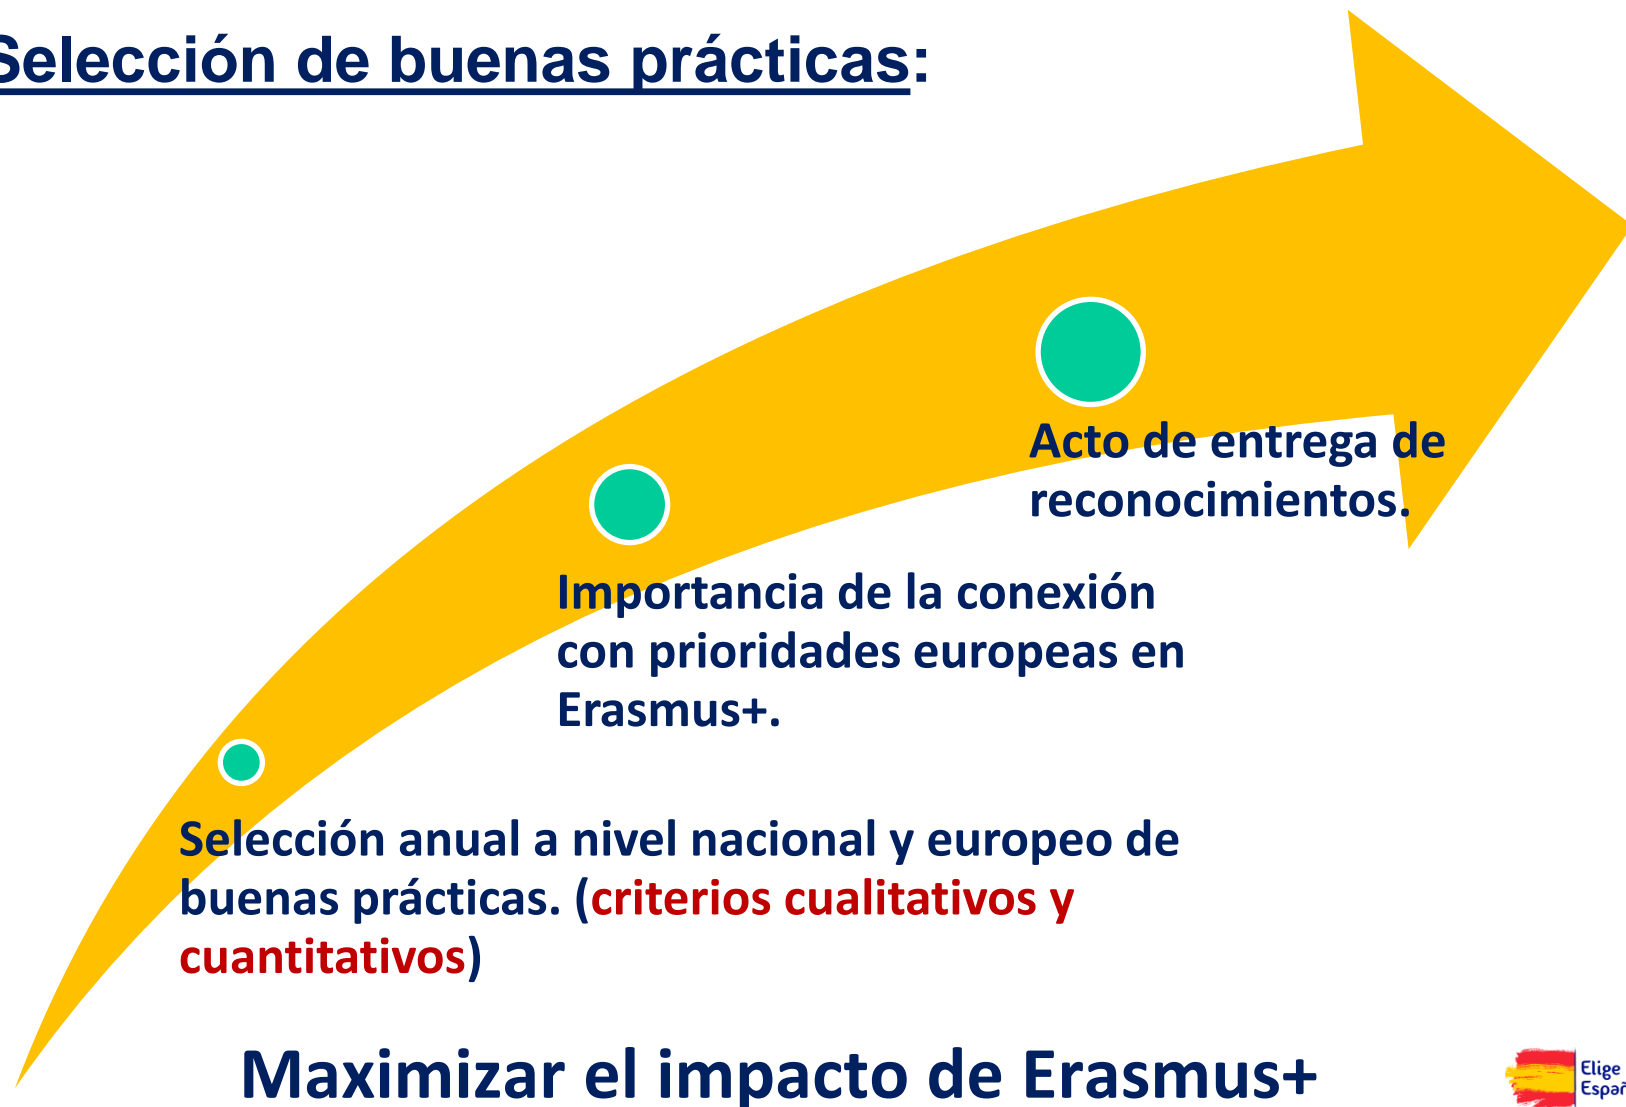 Selección de buenas prácticas:
Acto de entrega de
reconocimientos.
Importancia de la conexión
con prioridades europeas en
Erasmus+.
Selección anual a nivel nacional y europeo de
buenas prácticas. (criterios cualitativos y
cuantitativos)
Maximizar el impacto de Erasmus+
Elige